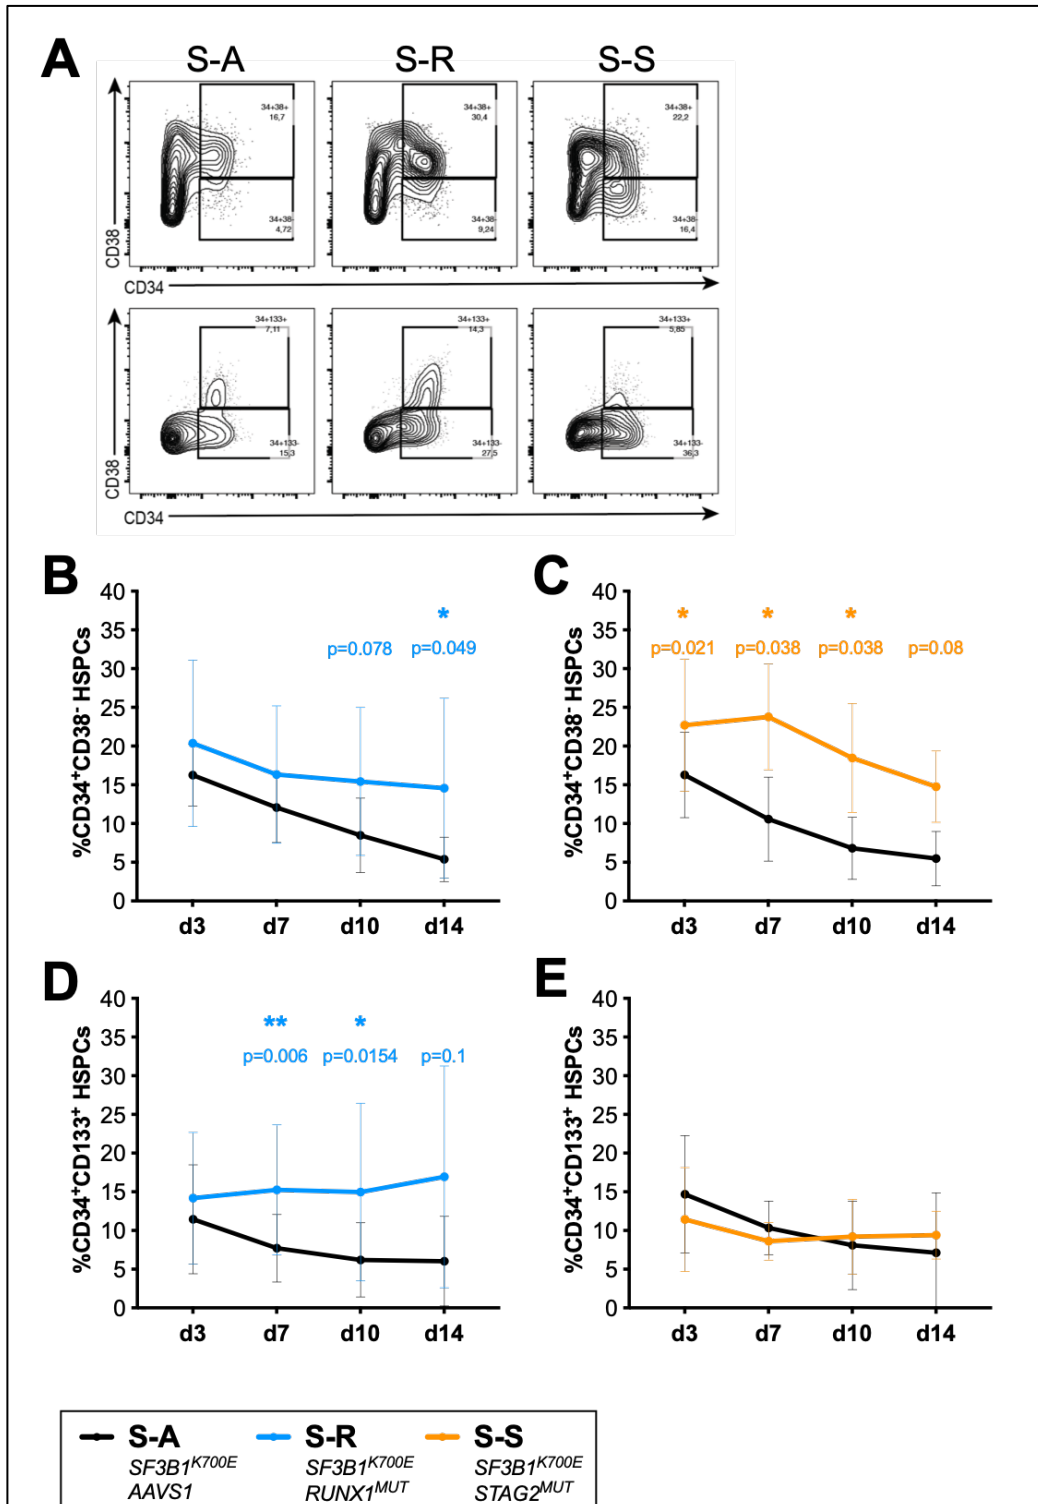 A
S-A S-R S-S
34+38+
16,7
34+38-
4,72
34+38+
30,4
34+38-
9,24
34+38+
22,2
34+38-
16,4
CD38
CD34
34+133+
7,11
34+133-
15,3
34+133+
14,3
34+133-
27,5
34+133+
5,85
34+133-
36,3
CD38
CD34
B
%CD34+CD38- HSPCs
40
35
30
25
20
15
10
5
0
*
p=0.078 p=0.049
d3 d7 d10 d14
C
%CD34+CD38- HSPCs
40
35
30
25
20
15
10
5
0
* * *
p=0.021 p=0.038 p=0.038 p=0.08
d3 d7 d10 d14
D
%CD34+CD133+ HSPCs
40
35
30
25
20
15
10
5
0
** *
p=0.006 p=0.0154 p=0.1
d3 d7 d10 d14
E
%CD34+CD133+ HSPCs
40
35
30
25
20
15
10
5
0
d3 d7 d10 d14
S-A S-R S-S
SF3B1K700E SF3B1K700E SF3B1K700E
AAVS1 RUNX1MUT STAG2MUT